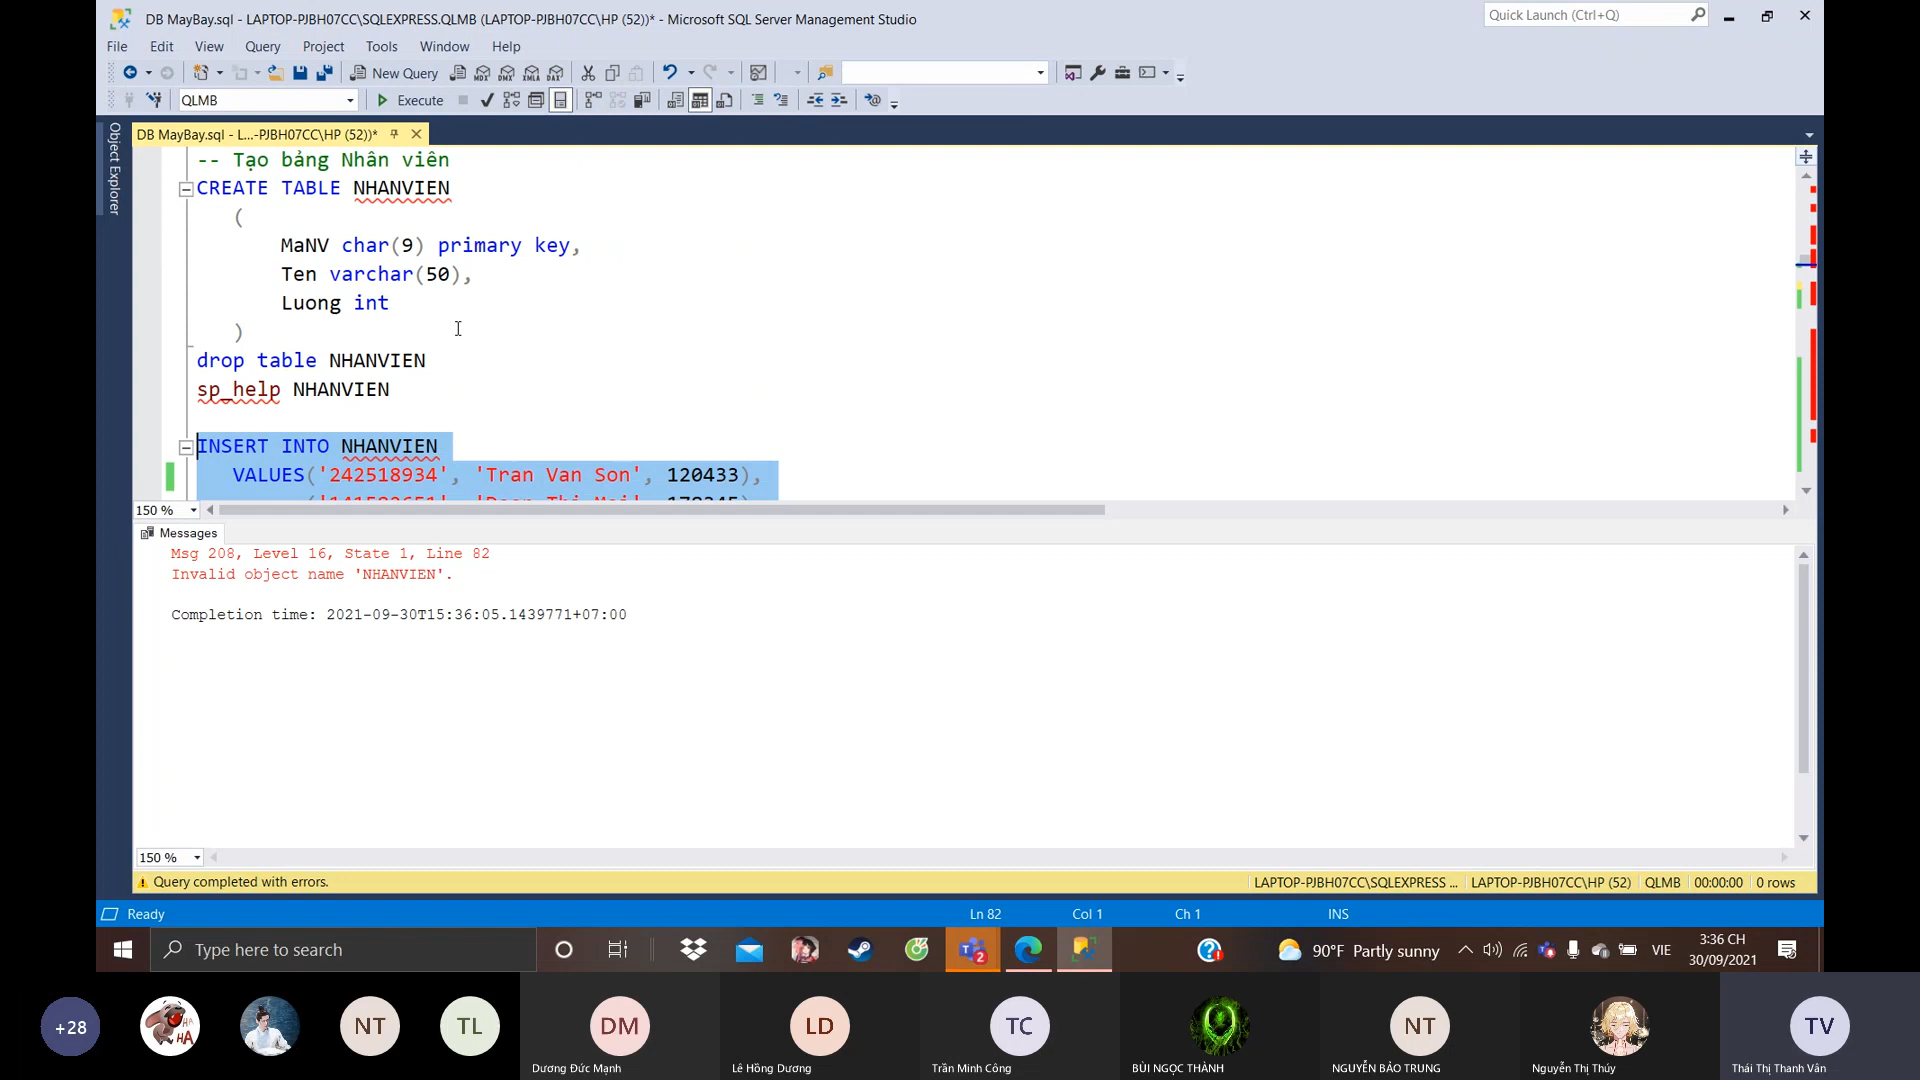 DB MayBay.sql - LAPTOP-PJBH07CC\SQLEXPRESS.QLMB (LAPTOP-PJBH07CC\HP (52))* - Microsoft SQL Server Management Studio
Quick Launch (Ctrl+Q)
File Edit View Query Project Tools Window Help
New Query
MDX DMX XMLA DAX
QLMB
Execute
Object Explorer
DB MayBay.sql - L...-PJBH07CC\HP (52))*
-- Tạo bảng Nhân viên
CREATE TABLE NHANVIEN
(
MaNV char(9) primary key,
Ten varchar(50),
Luong int
)
drop table NHANVIEN
sp_help NHANVIEN
INSERT INTO NHANVIEN
VALUES('242518934', 'Tran Van Son', 120433),
150 %
Messages
Msg 208, Level 16, State 1, Line 82
Invalid object name 'NHANVIEN'.
Completion time: 2021-09-30T15:36:05.1439771+07:00
150 %
Query completed with errors.
LAPTOP-PJBH07CC\SQLEXPRESS ... LAPTOP-PJBH07CC\HP (52) QLMB 00:00:00 0 rows
Ready
Ln 82 Col 1 Ch 1 INS
Type here to search
2
90°F Partly sunny
VIE
3:36 CH
30/09/2021
+28
HA
HA
NT
TL
DM
LD
TC
NT
TV
Dương Đức Mạnh
Lê Hồng Dương
Trần Minh Công
BÙI NGỌC THÀNH
NGUYỄN BẢO TRUNG
Nguyễn Thị Thúy
Thái Thị Thanh Vân